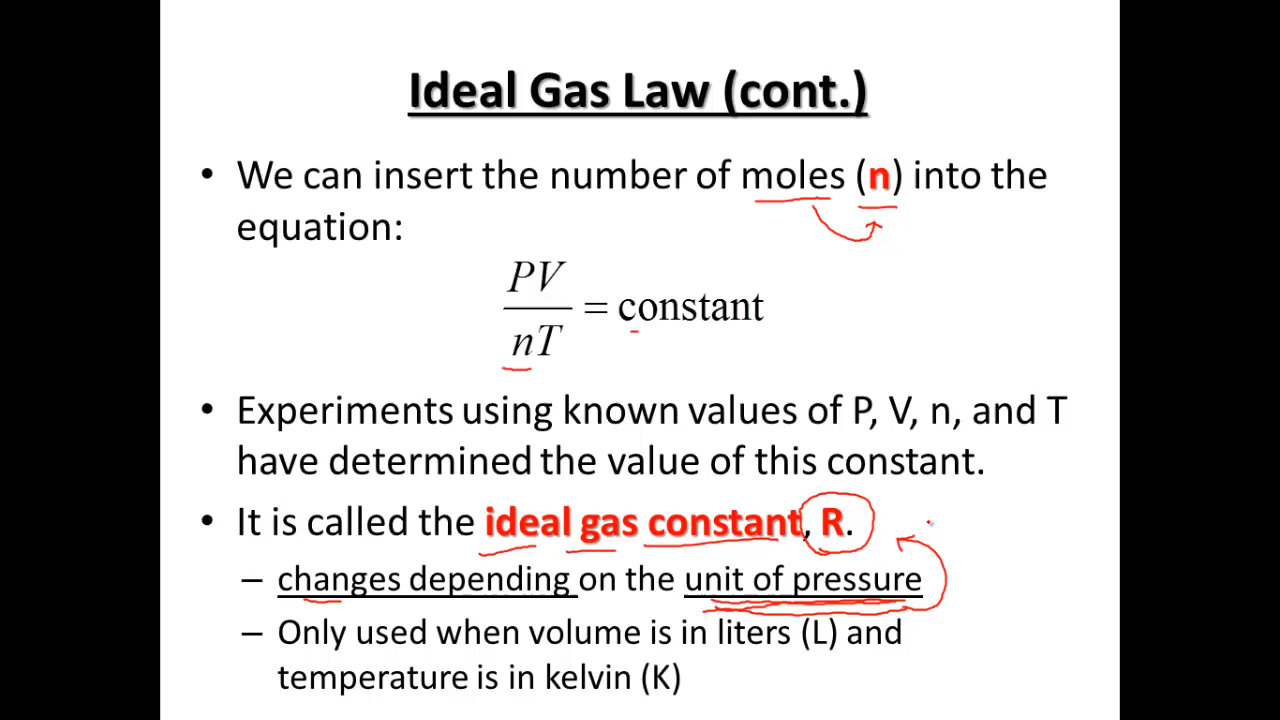 Ideal Gas Law (cont.)
• We can insert the number of moles (n) into the
equation:
PV
nT
= constant
• Experiments using known values of P, V, n, and T
have determined the value of this constant.
• It is called the ideal gas constant, R.
– changes depending on the unit of pressure
– Only used when volume is in liters (L) and
temperature is in kelvin (K)